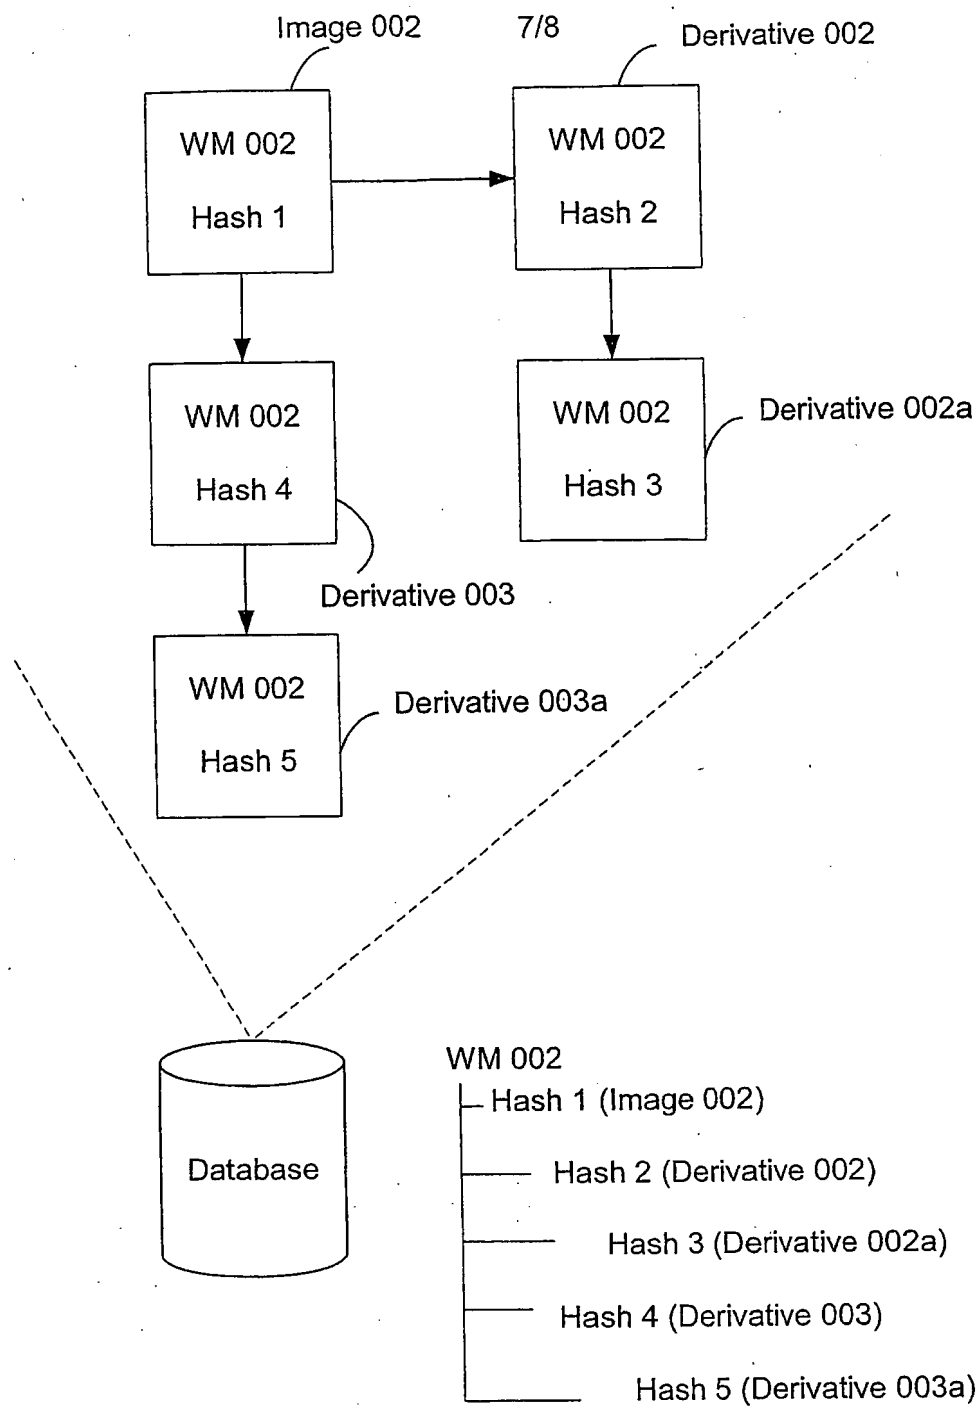 Image 002
7/8
Derivative 002
WM 002
Hash 1
WM 002
Hash 2
WM 002
Hash 4
WM 002
Hash 3
Derivative 002a
Derivative 003
WM 002
Hash 5
Derivative 003a
Database
WM 002
Hash 1 (Image 002)
Hash 2 (Derivative 002)
Hash 3 (Derivative 002a)
Hash 4 (Derivative 003)
Hash 5 (Derivative 003a)